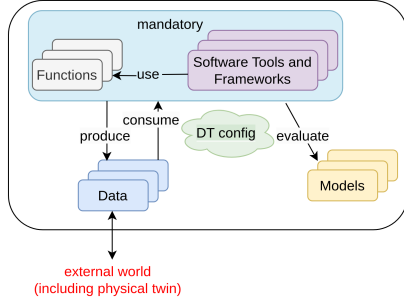 mandatory
Functions
use
Software Tools and
Frameworks
produce
consume
DT config
evaluate
Data
Models
external world
(including physical twin)